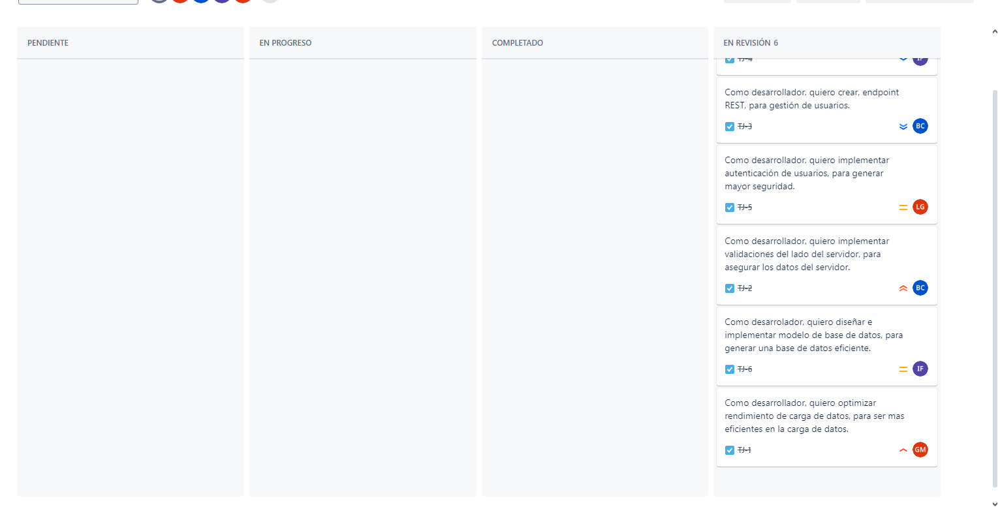 PENDIENTE
EN PROGRESO
COMPLETADO
EN REVISIÓN 6
TJ-4
IF
Como desarrollador, quiero crear, endpoint
REST, para gestión de usuarios.
TJ-3
BC
Como desarrollador, quiero implementar
autenticación de usuarios, para generar
mayor seguridad.
TJ-5
LG
Como desarrollador, quiero implementar
validaciones del lado del servidor, para
asegurar los datos del servidor.
TJ-2
BC
Como desarrolador, quiero diseñar e
implementar modelo de base de datos, para
generar una base de datos eficiente.
TJ-6
IF
Como desarrollador, quiero optimizar
rendimiento de carga de datos, para ser mas
eficientes en la carga de datos.
TJ-1
GM